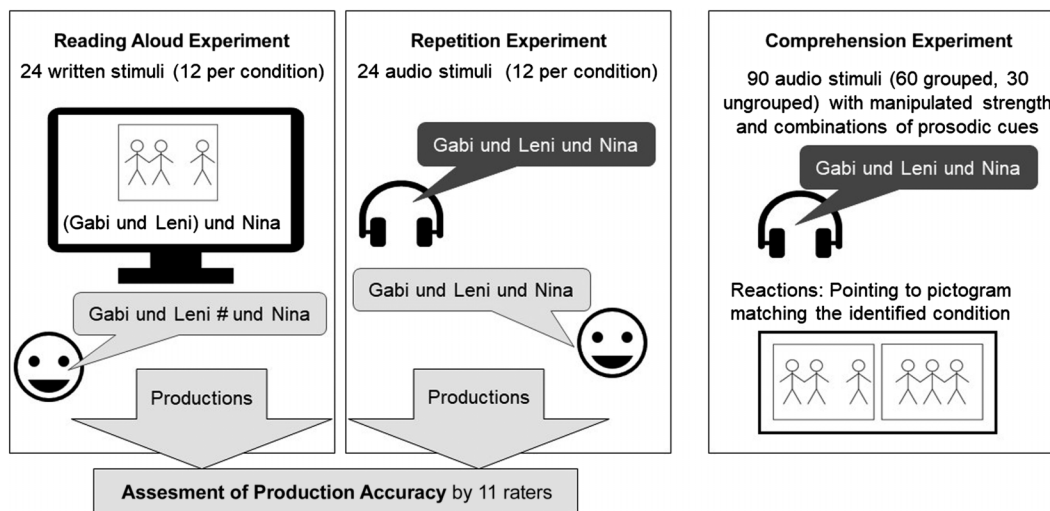 Reading Aloud Experiment
24 written stimuli (12 per condition)
(Gabi und Leni) und Nina
Gabi und Leni # und Nina
Productions
Repetition Experiment
24 audio stimuli (12 per condition)
Gabi und Leni und Nina
Gabi und Leni und Nina
Productions
Assesment of Production Accuracy by 11 raters
Comprehension Experiment
90 audio stimuli (60 grouped, 30
ungrouped) with manipulated strength
and combinations of prosodic cues
Gabi und Leni und Nina
Reactions: Pointing to pictogram
matching the identified condition